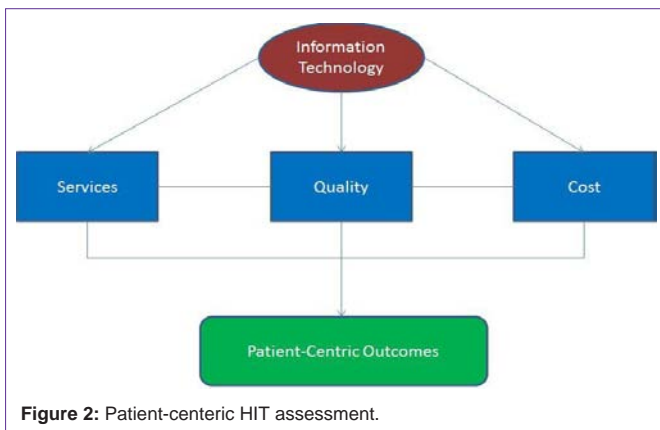 Information
Technology
Services
Quality
Cost
Patient-Centric Outcomes
Figure 2: Patient-centeric HIT assessment.